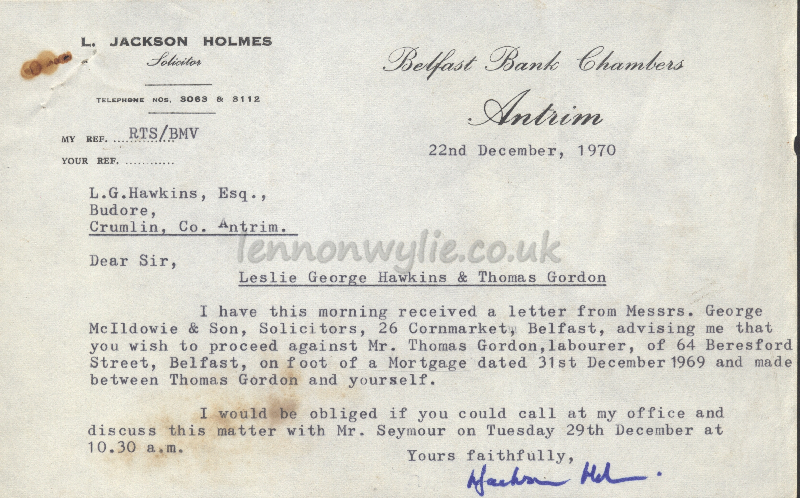 L. JACKSON HOLMES
Solicitor
TELEPHONE NOS. 3063 & 3112
MY REF. RTS/BMV
YOUR REF. ............
Belfast Bank Chambers
Antrim
22nd December, 1970
L.G.Hawkins, Esq.,
Budore,
Crumlin, Co. Antrim.
lennonwylie.co.uk
Dear Sir,
Leslie George Hawkins & Thomas Gordon
I have this morning received a letter from Messrs. George
McIldowie & Son, Solicitors, 26 Cornmarket, Belfast, advising me that
you wish to proceed against Mr. Thomas Gordon,labourer, of 64 Beresford
Street, Belfast, on foot of a Mortgage dated 31st December 1969 and made
between Thomas Gordon and yourself.
I would be obliged if you could call at my office and
discuss this matter with Mr. Seymour on Tuesday 29th December at
10.30 a.m.
Yours faithfully,